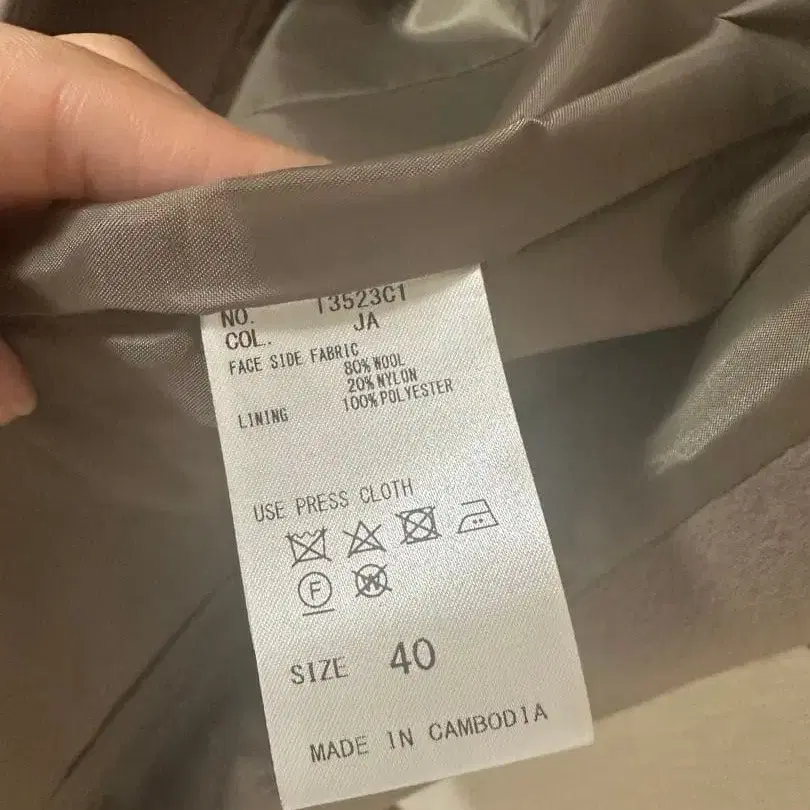 NO. T3523C1
COL. JA
FACE SIDE FABRIC
80% WOOL
20% NYLON
LINING 100% POLYESTER
USE PRESS CLOTH
F W
SIZE 40
MADE IN CAMBODIA